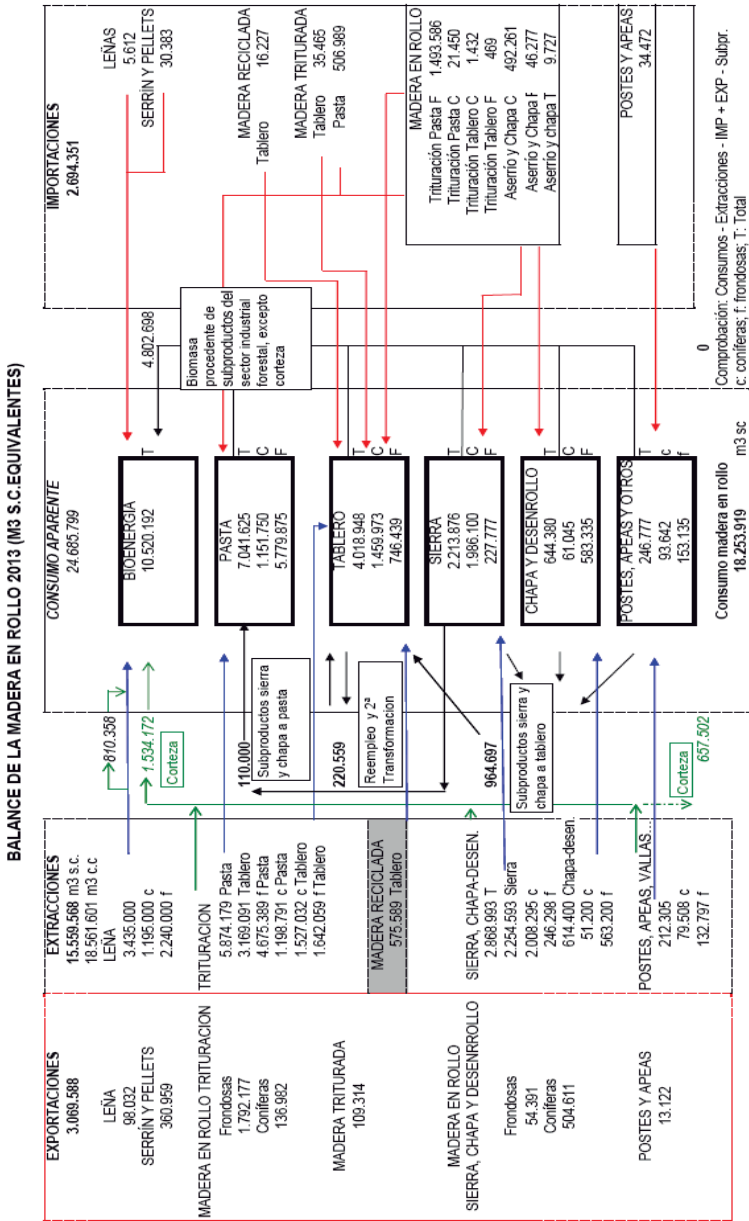 BALANCE DE LA MADERA EN ROLLO 2013 (M3 S.C.EQUIVALENTES)
EXPORTACIONES
3.069.588
LEÑA
98.032
SERRÍN Y PELLETS
360.959
MADERA EN ROLLO TRITURACION
Frondosas
1.792.177
Coníferas
136.982
MADERA TRITURADA
109.314
MADERA EN ROLLO
SIERRA, CHAPA Y DESENRROLLO
Frondosas
54.391
Coníferas
504.611
POSTES Y APEAS
13.122
EXTRACCIONES
15.559.568 m3 s.c.
18.561.601 m3 c.c
LEÑA
3.435.000
1.195.000 c
2.240.000 f
TRITURACION
5.874.179 Pasta
3.169.091 Tablero
4.675.389 f Pasta
1.198.791 c Pasta
1.527.032 c Tablero
1.642.059 f Tablero
MADERA RECICLADA
575.589 Tablero
SIERRA, CHAPA-DESEN.
2.868.993 T
2.254.593 Sierra
2.008.295 c
246.298 f
614.400 Chapa-desen.
51.200 c
563.200 f
POSTES, APEAS, VALLAS...
212.305
79.508 c
132.797 f
810.358
1.534.172
Corteza
110.000
Subproductos sierra
y chapa a pasta
220.559
Reempleo y 2ª
Transformacion
964.697
Subproductos sierra y
chapa a tablero
Corteza
657.502
CONSUMO APARENTE
24.685.799
BIOENERGIA
10.520.192 T
PASTA
7.041.625 T
1.151.750 C
5.779.875 F
TABLERO
4.018.948 T
1.459.973 C
746.439 F
SIERRA
2.213.876 T
1.986.100 C
227.777 F
CHAPA Y DESENROLLO
644.380 T
61.045 C
583.335 F
POSTES, APEAS Y OTROS
246.777 T
93.642 c
153.135 f
Consumo madera en rollo
18.253.919 m3 sc
4.802.698
Biomasa
procedente de
subproductos del
sector industrial
forestal, excepto
corteza
IMPORTACIONES
2.694.351
LEÑAS
5.612
SERRÍN Y PELLETS
30.383
MADERA RECICLADA
Tablero 16.227
MADERA TRITURADA
Tablero 35.465
Pasta 506.989
MADERA EN ROLLO
Trituración Pasta F 1.493.586
Trituración Pasta C 21.450
Trituración Tablero C 1.432
Trituración Tablero F 469
Aserrío y Chapa C 492.261
Aserrío y Chapa F 46.277
Aserrío y chapa T 9.727
POSTES Y APEAS
34.472
0
Comprobación: Consumos - Extracciones - IMP + EXP - Subpr.
c: coníferas; f: frondosas; T: Total